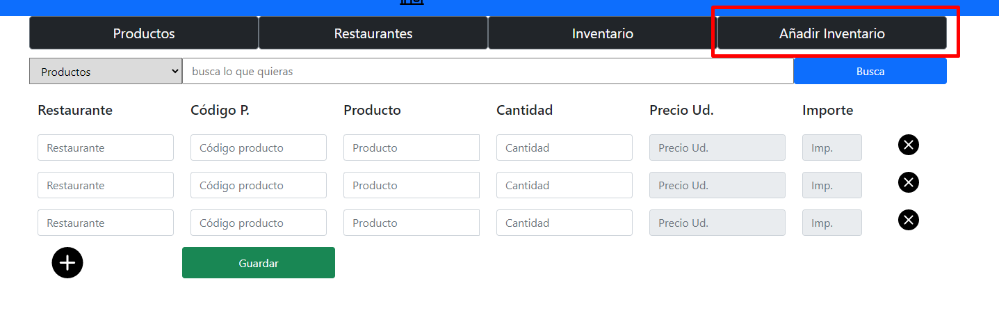 Productos Restaurantes Inventario Añadir Inventario
Productos busca lo que quieras Busca
Restaurante Código P. Producto Cantidad Precio Ud. Importe
Restaurante Código producto Producto Cantidad Precio Ud. Imp.
Restaurante Código producto Producto Cantidad Precio Ud. Imp.
Restaurante Código producto Producto Cantidad Precio Ud. Imp.
Guardar